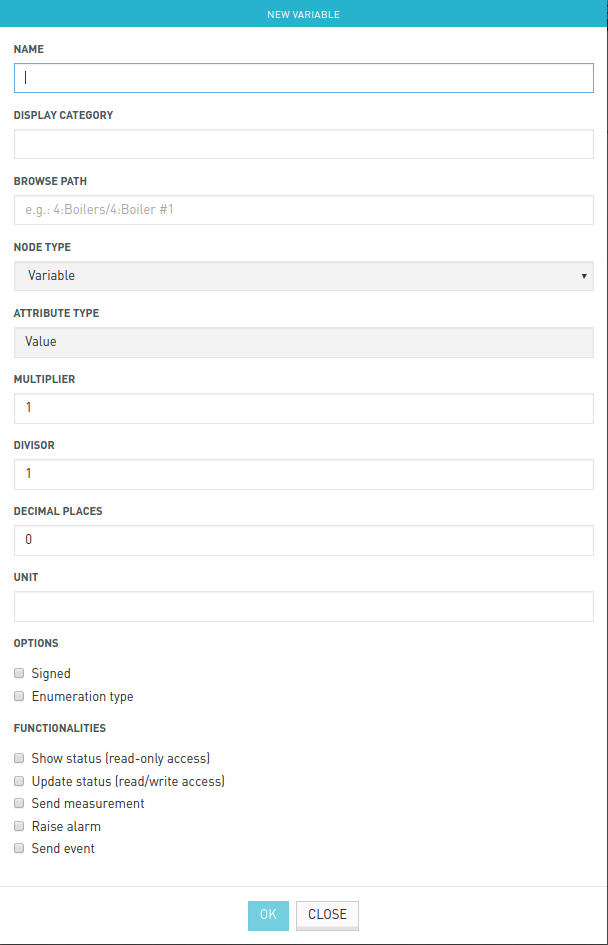 NEW VARIABLE
NAME
DISPLAY CATEGORY
BROWSE PATH
e.g.: 4:Boilers/4:Boiler #1
NODE TYPE
Variable
ATTRIBUTE TYPE
Value
MULTIPLIER
1
DIVISOR
1
DECIMAL PLACES
0
UNIT
OPTIONS
Signed
Enumeration type
FUNCTIONALITIES
Show status (read-only access)
Update status (read/write access)
Send measurement
Raise alarm
Send event
OK CLOSE